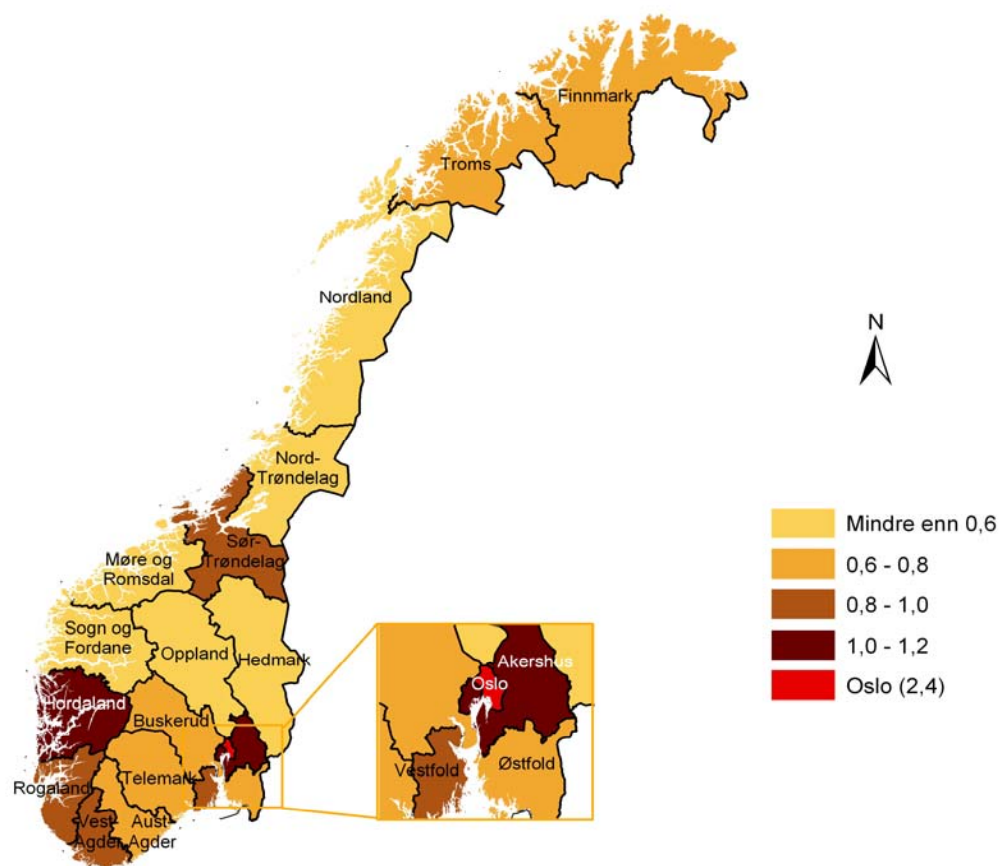 Finnmark
Troms
N
Nordland
Nord-
Trøndelag
Mindre enn 0,6
0,6 - 0,8
0,8 - 1,0
1,0 - 1,2
Oslo (2,4)
Sør-
Trøndelag
Møre og
Romsdal
Sogn og
Fordane
Oppland
Hedmark
Akershus
Oslo
Hordaland
Buskerud
Vestfold
Østfold
Rogaland
Telemark
Vest-
Agder
Aust-
Agder